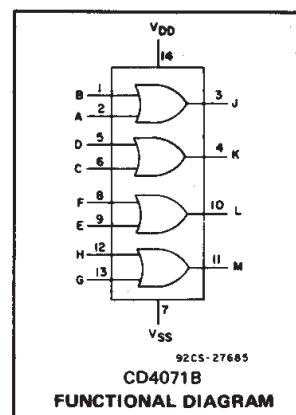 VDD
14
B 1
A 2
3 J
D 5
C 6
4 K
F 8
E 9
10 L
H 12
G 13
11 M
7
VSS
92CS-27685
CD4071B
FUNCTIONAL DIAGRAM